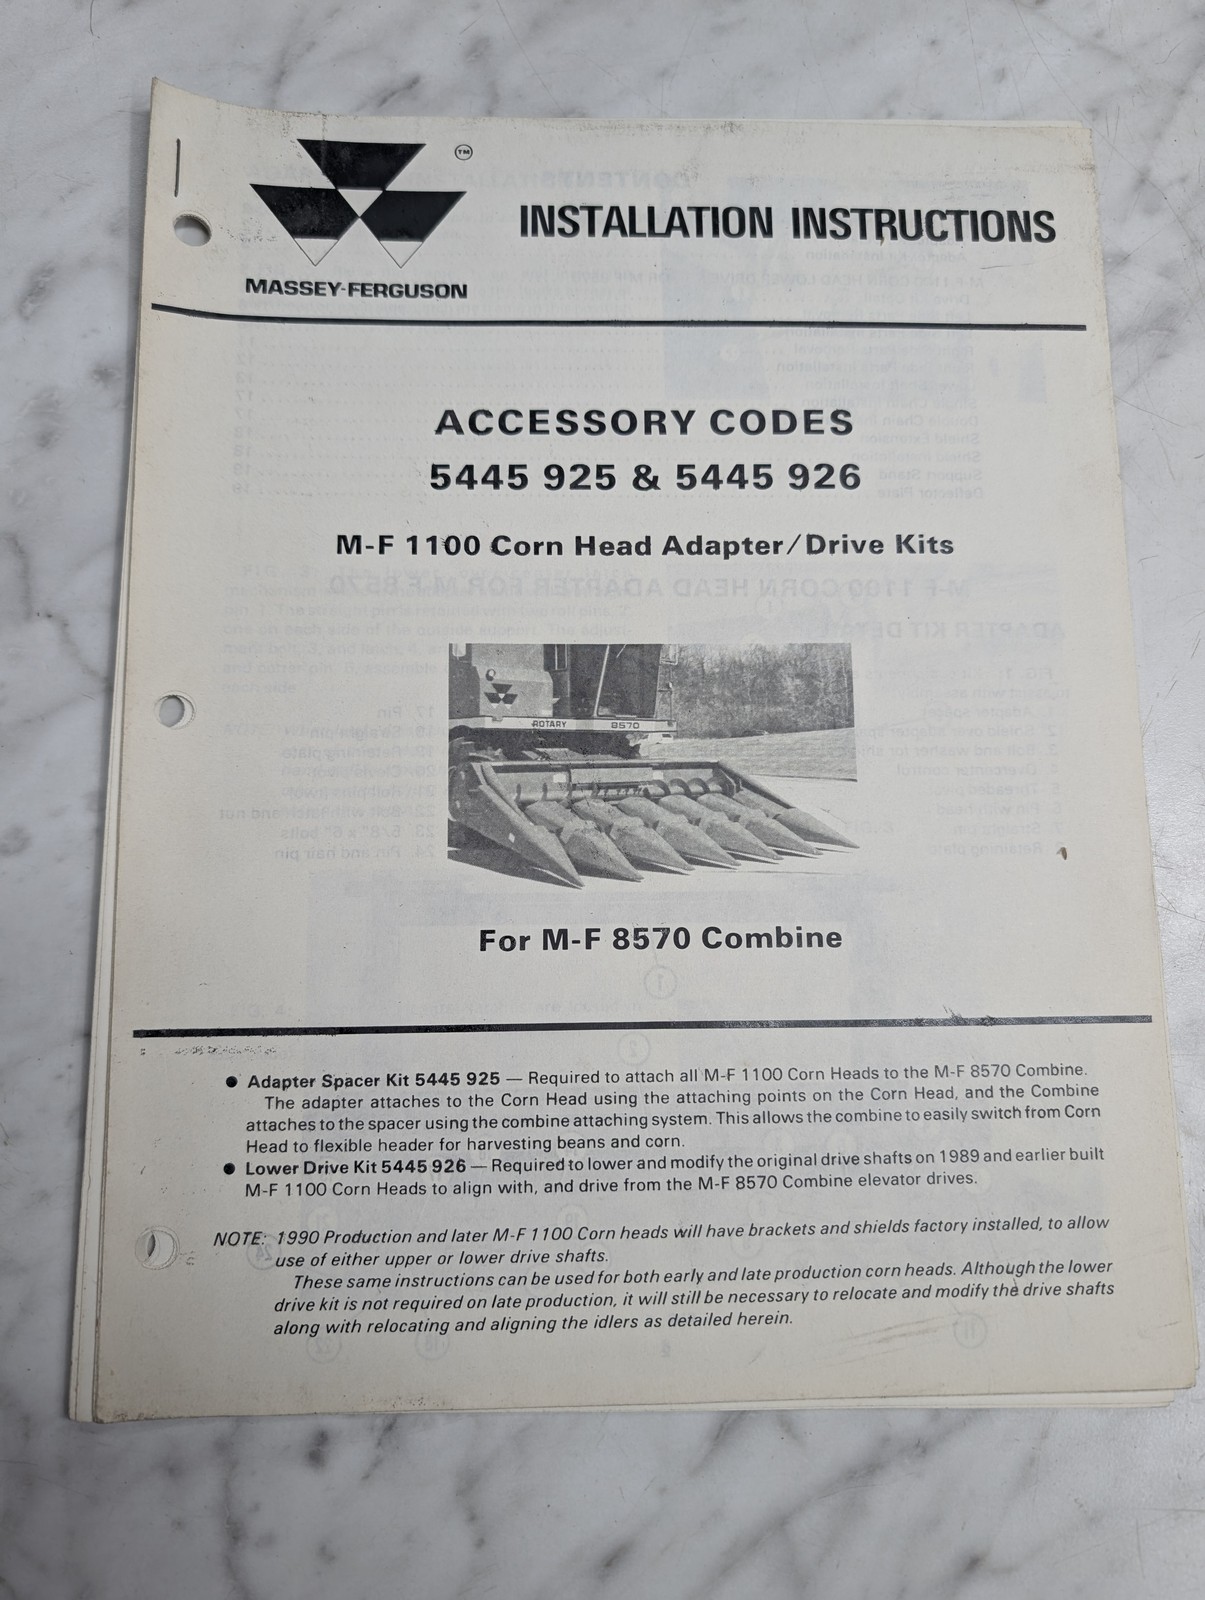 TM
INSTALLATION INSTRUCTIONS
MASSEY-FERGUSON
ACCESSORY CODES
5445 925 & 5445 926
M-F 1100 Corn Head Adapter/Drive Kits
ROTARY 8570
For M-F 8570 Combine
● Adapter Spacer Kit 5445 925 — Required to attach all M-F 1100 Corn Heads to the M-F 8570 Combine.
The adapter attaches to the Corn Head using the attaching points on the Corn Head, and the Combine
attaches to the spacer using the combine attaching system. This allows the combine to easily switch from Corn
Head to flexible header for harvesting beans and corn.
● Lower Drive Kit 5445 926 — Required to lower and modify the original drive shafts on 1989 and earlier built
M-F 1100 Corn Heads to align with, and drive from the M-F 8570 Combine elevator drives.
NOTE: 1990 Production and later M-F 1100 Corn heads will have brackets and shields factory installed, to allow
use of either upper or lower drive shafts.
These same instructions can be used for both early and late production corn heads. Although the lower
drive kit is not required on late production, it will still be necessary to relocate and modify the drive shafts
along with relocating and aligning the idlers as detailed herein.